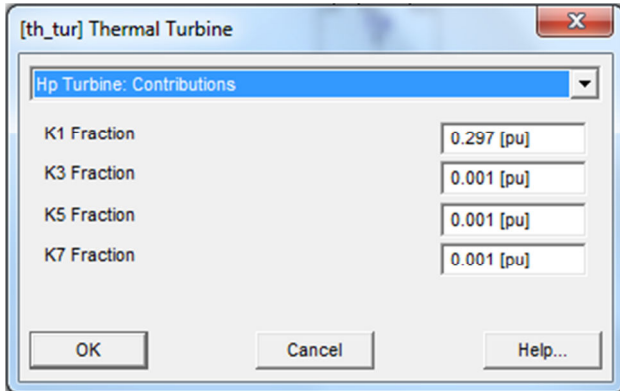 [th_tur] Thermal Turbine
Hp Turbine: Contributions
K1 Fraction 0.297 [pu]
K3 Fraction 0.001 [pu]
K5 Fraction 0.001 [pu]
K7 Fraction 0.001 [pu]
OK Cancel Help...